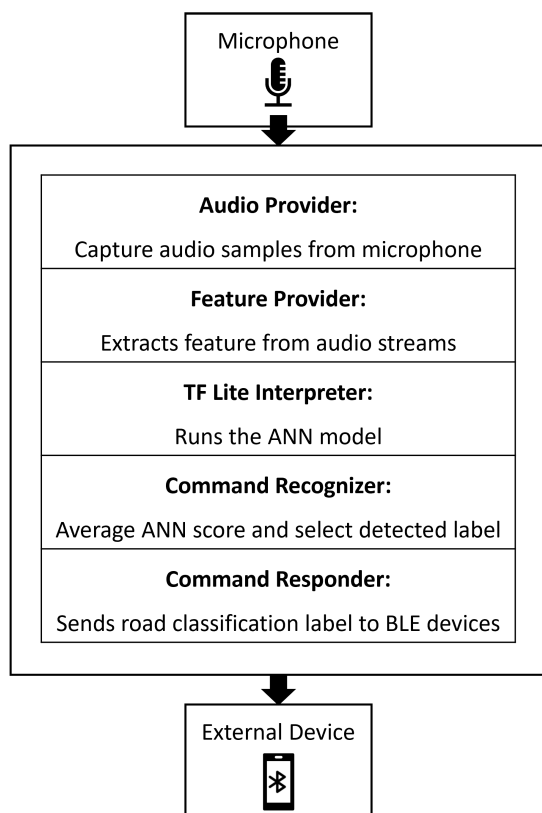 Microphone
Audio Provider:
Capture audio samples from microphone
Feature Provider:
Extracts feature from audio streams
TF Lite Interpreter:
Runs the ANN model
Command Recognizer:
Average ANN score and select detected label
Command Responder:
Sends road classification label to BLE devices
External Device